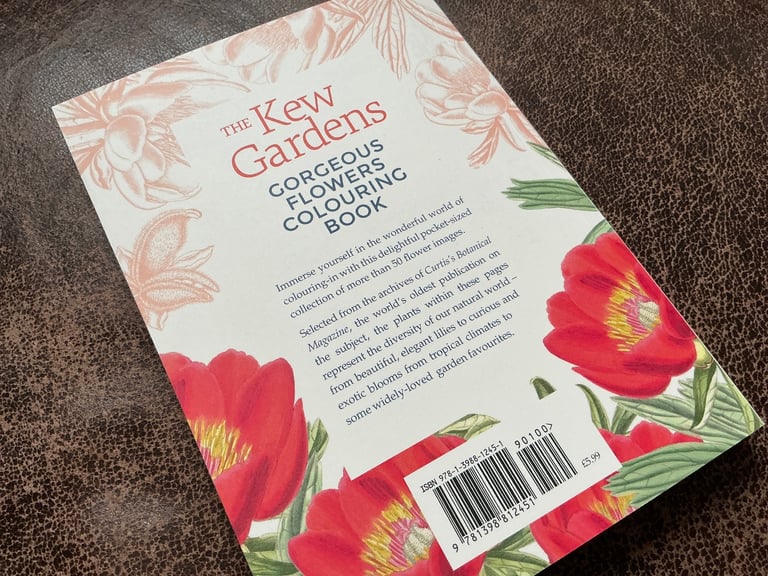 THE Kew
Gardens
GORGEOUS
FLOWERS
COLOURING
BOOK
Immerse yourself in the wonderful world of
colouring-in with this delightful pocket-sized
collection of more than 50 flower images.
Selected from the archives of Curtis's Botanical
Magazine, the world's oldest publication on
the subject, the plants within these pages
represent the diversity of our natural world –
from beautiful, elegant lilies to curious and
exotic blooms from tropical climates to
some widely-loved garden favourites.
ISBN 978-1-3988-1245-1
90100>
9 781398 812451
£5.99